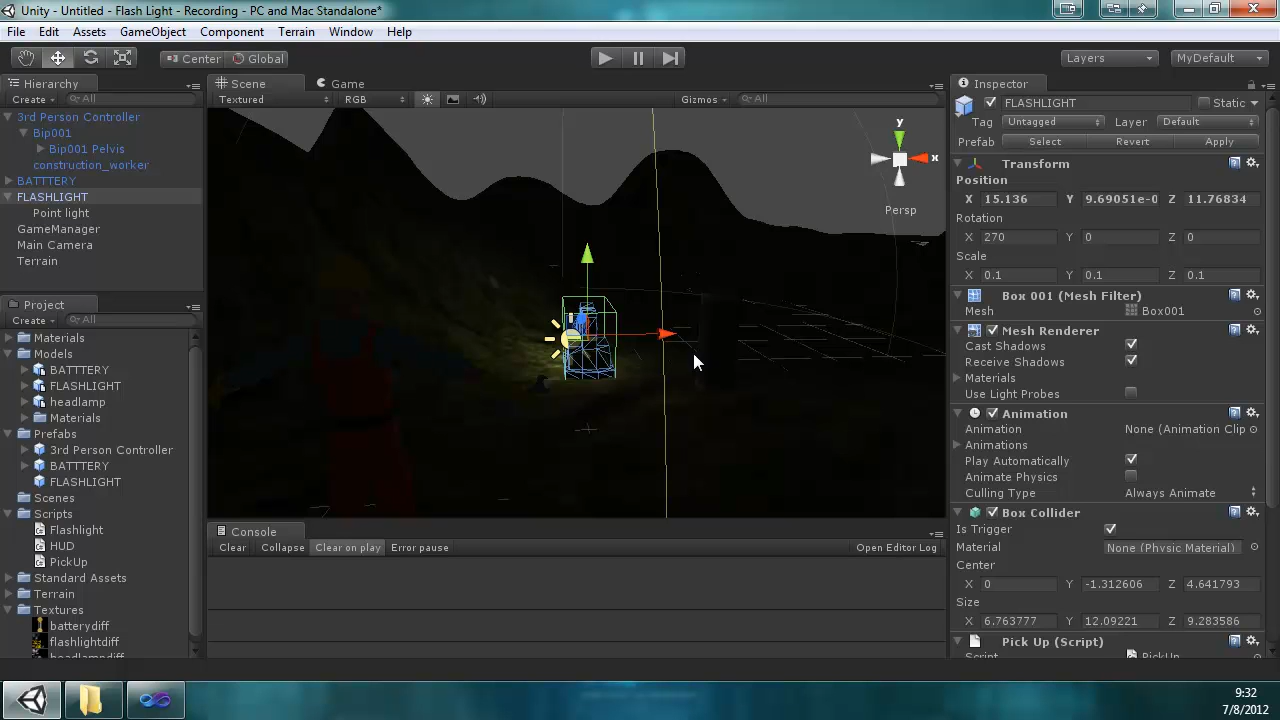 Unity - Untitled - Flash Light - Recording - PC and Mac Standalone*
File Edit Assets GameObject Component Terrain Window Help
Center Global Layers MyDefault
Hierarchy
Create All
3rd Person Controller
Bip001
Bip001 Pelvis
construction_worker
BATTTERY
FLASHLIGHT
Point light
GameManager
Main Camera
Terrain
Project
Create All
Materials
Models
BATTTERY
FLASHLIGHT
headlamp
Materials
Prefabs
3rd Person Controller
BATTTERY
FLASHLIGHT
Scenes
Scripts
Flashlight
HUD
PickUp
Standard Assets
Terrain
Textures
batterydiff
flashlightdiff
headlampdiff
Scene Game
Textured RGB Gizmos All
y
x
Persp
Console
Clear Collapse Clear on play Error pause Open Editor Log
Inspector
FLASHLIGHT Static
Tag Untagged Layer Default
Prefab Select Revert Apply
Transform
Position
X 15.136 Y 9.69051e-0 Z 11.76834
Rotation
X 270 Y 0 Z 0
Scale
X 0.1 Y 0.1 Z 0.1
Box 001 (Mesh Filter)
Mesh Box001
Mesh Renderer
Cast Shadows
Receive Shadows
Materials
Use Light Probes
Animation
Animation None (Animation Clip
Animations
Play Automatically
Animate Physics
Culling Type Always Animate
Box Collider
Is Trigger
Material None (Physic Material)
Center
X 0 Y -1.312606 Z 4.641793
Size
X 6.763777 Y 12.09221 Z 9.283586
Pick Up (Script)
Script PickUp
9:32
7/8/2012